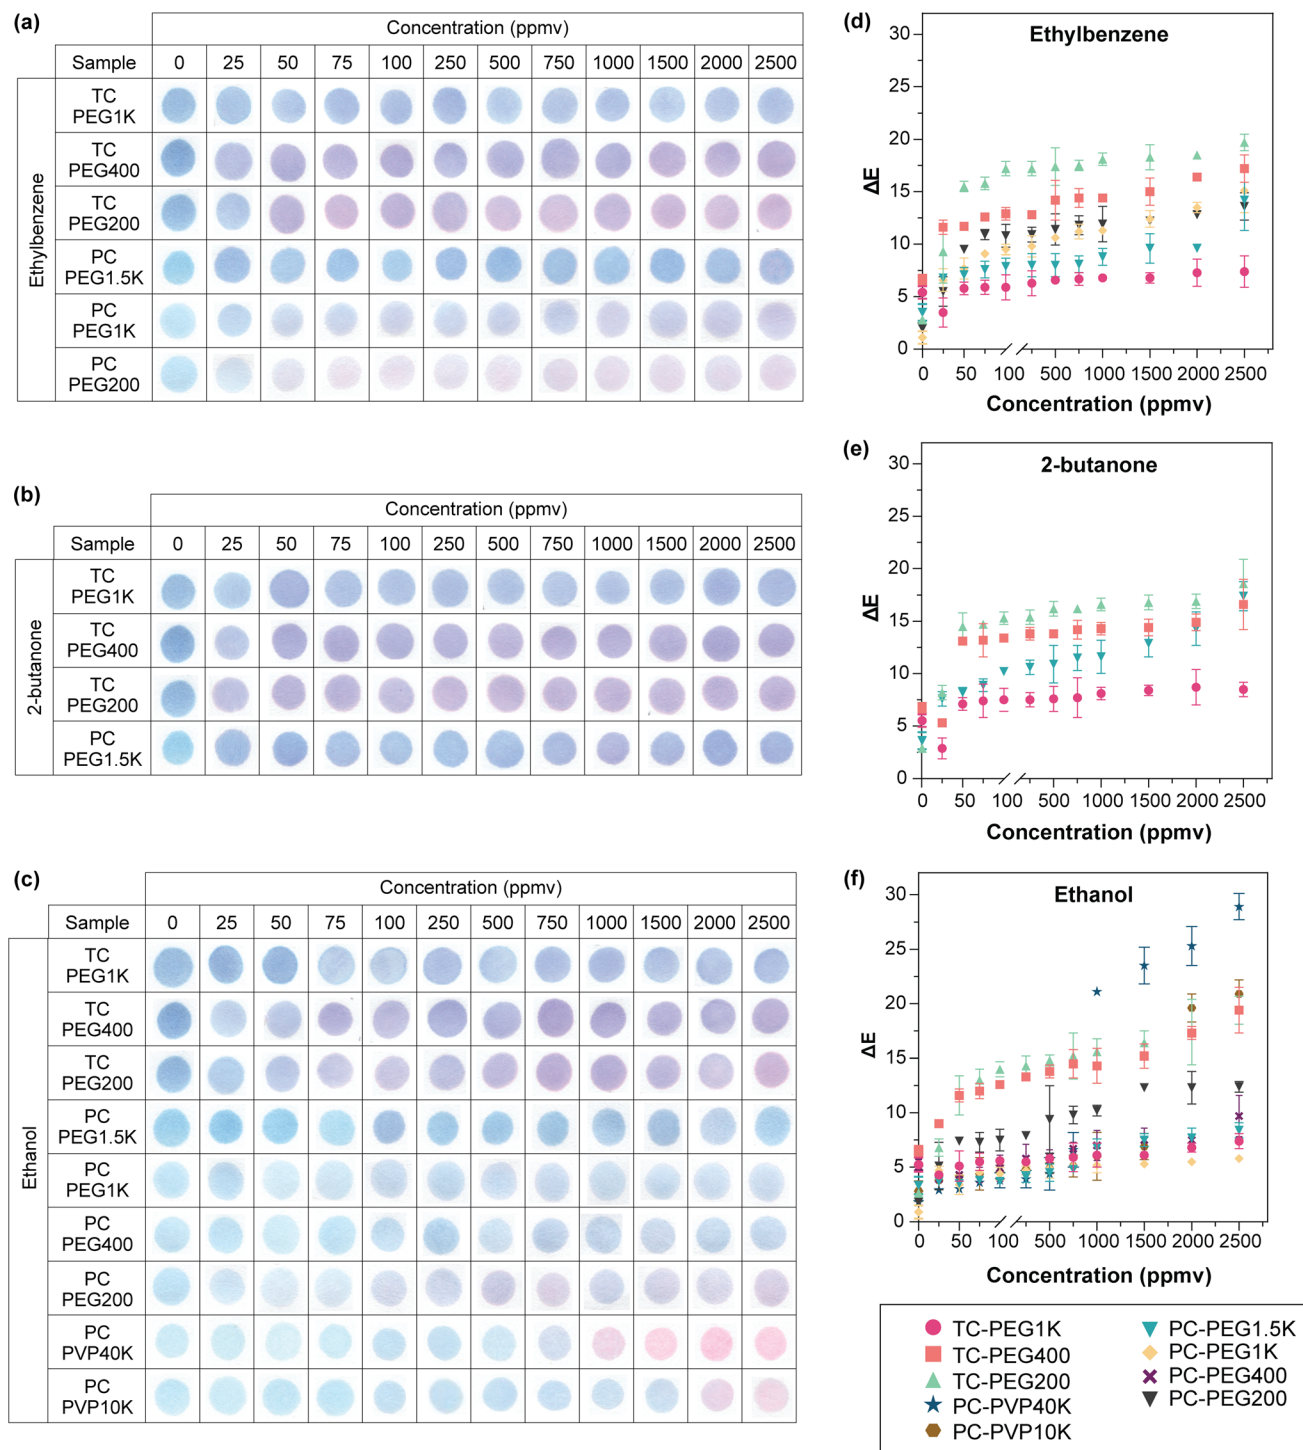 (a)
Concentration (ppmv)
Sample 0 25 50 75 100 250 500 750 1000 1500 2000 2500
Ethylbenzene
TC
PEG1K
TC
PEG400
TC
PEG200
PC
PEG1.5K
PC
PEG1K
PC
PEG200
(d)
Ethylbenzene
30
25
20
15
10
5
0
ΔE
0 50 100 500 1000 1500 2000 2500
Concentration (ppmv)
(b)
Concentration (ppmv)
Sample 0 25 50 75 100 250 500 750 1000 1500 2000 2500
2-butanone
TC
PEG1K
TC
PEG400
TC
PEG200
PC
PEG1.5K
(e)
2-butanone
30
25
20
15
10
5
0
ΔE
0 50 100 500 1000 1500 2000 2500
Concentration (ppmv)
(c)
Concentration (ppmv)
Sample 0 25 50 75 100 250 500 750 1000 1500 2000 2500
Ethanol
TC
PEG1K
TC
PEG400
TC
PEG200
PC
PEG1.5K
PC
PEG1K
PC
PEG400
PC
PEG200
PC
PVP40K
PC
PVP10K
(f)
Ethanol
30
25
20
15
10
5
0
ΔE
0 50 100 500 1000 1500 2000 2500
Concentration (ppmv)
TC-PEG1K
TC-PEG400
TC-PEG200
PC-PVP40K
PC-PVP10K
PC-PEG1.5K
PC-PEG1K
PC-PEG400
PC-PEG200